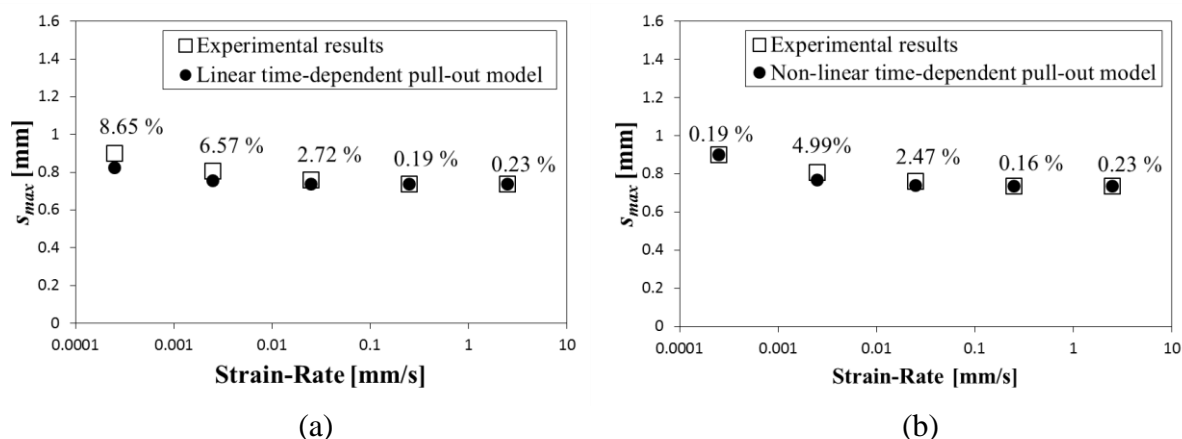 1.6
1.4
1.2
1
0.8
0.6
0.4
0.2
0
s_max [mm]
Experimental results
Linear time-dependent pull-out model
8.65 %
6.57 %
2.72 %
0.19 %
0.23 %
0.0001 0.001 0.01 0.1 1 10
Strain-Rate [mm/s]
(a)
1.6
1.4
1.2
1
0.8
0.6
0.4
0.2
0
s_max [mm]
Experimental results
Non-linear time-dependent pull-out model
0.19 %
4.99%
2.47 %
0.16 %
0.23 %
0.0001 0.001 0.01 0.1 1 10
Strain-Rate [mm/s]
(b)